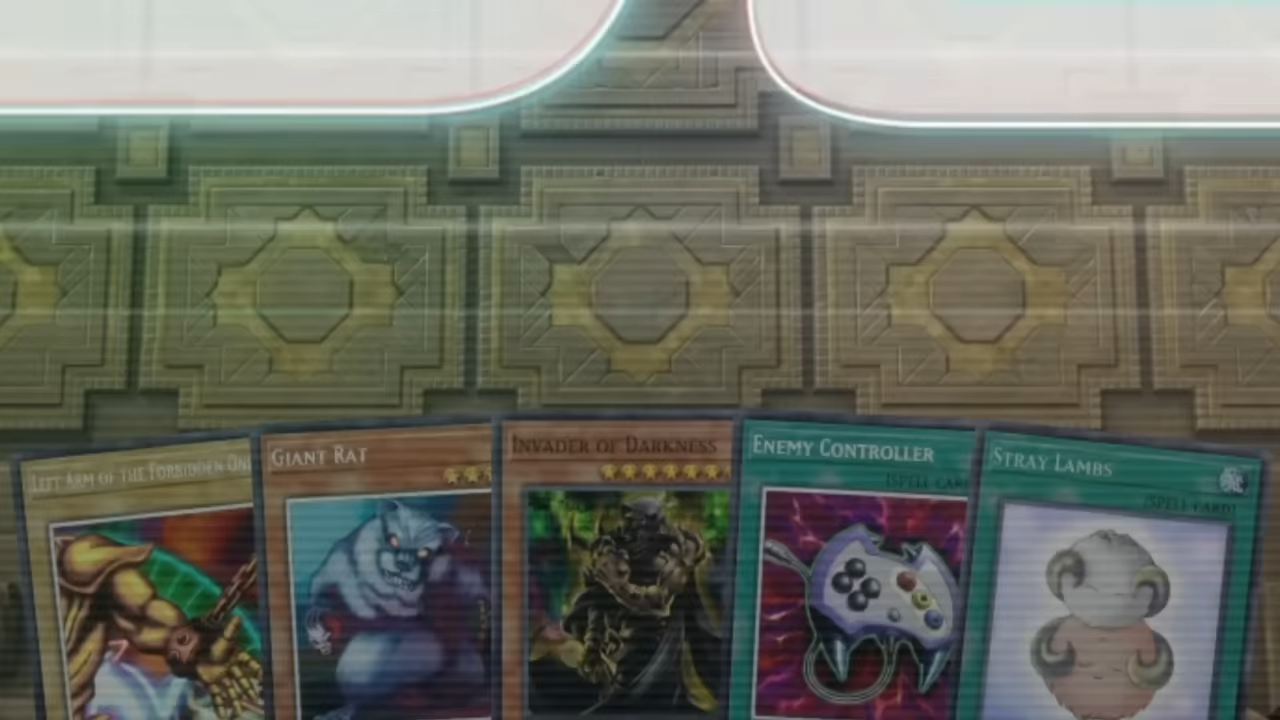 LEFT ARM OF THE FORBIDDEN ONE
GIANT RAT
INVADER OF DARKNESS
ENEMY CONTROLLER
[SPELL CARD
STRAY LAMBS
[SPELL CARD]